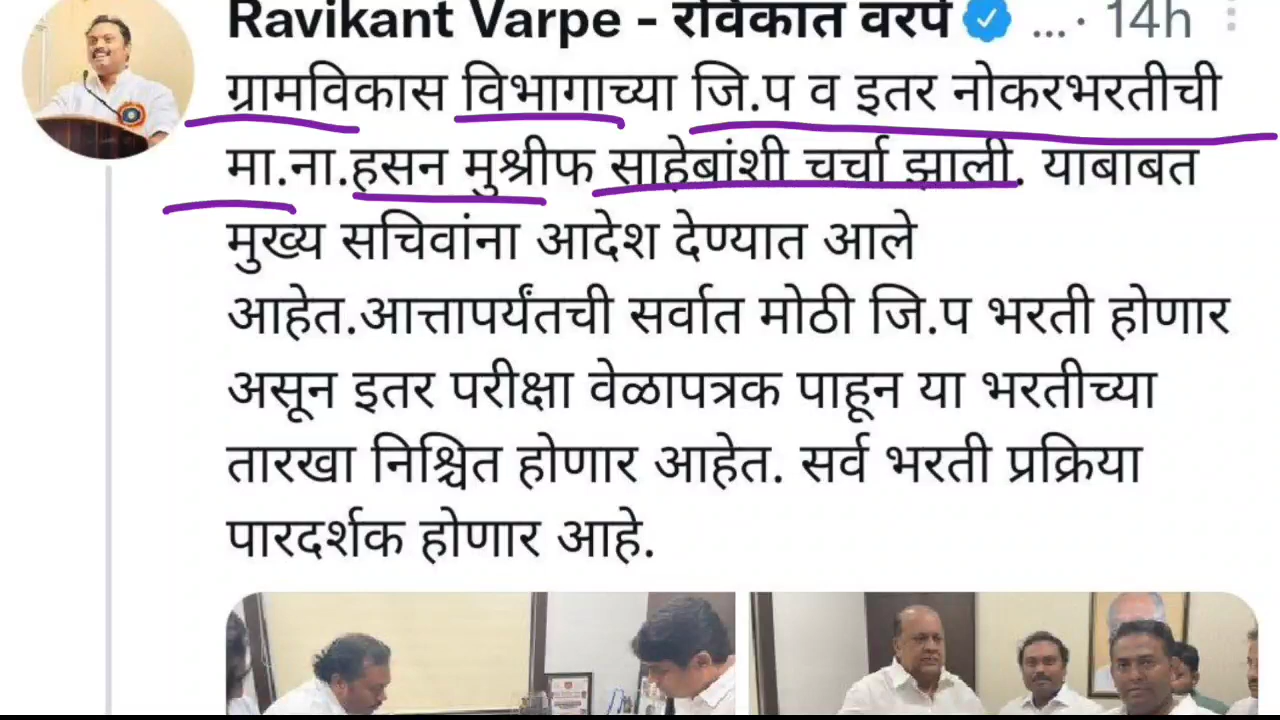 Ravikant Varpe - रविकांत वरपे ... · 14h
ग्रामविकास विभागाच्या जि.प व इतर नोकरभरतीची
मा.ना.हसन मुश्रीफ साहेबांशी चर्चा झाली. याबाबत
मुख्य सचिवांना आदेश देण्यात आले
आहेत.आत्तापर्यंतची सर्वात मोठी जि.प भरती होणार
असून इतर परीक्षा वेळापत्रक पाहून या भरतीच्या
तारखा निश्चित होणार आहेत. सर्व भरती प्रक्रिया
पारदर्शक होणार आहे.